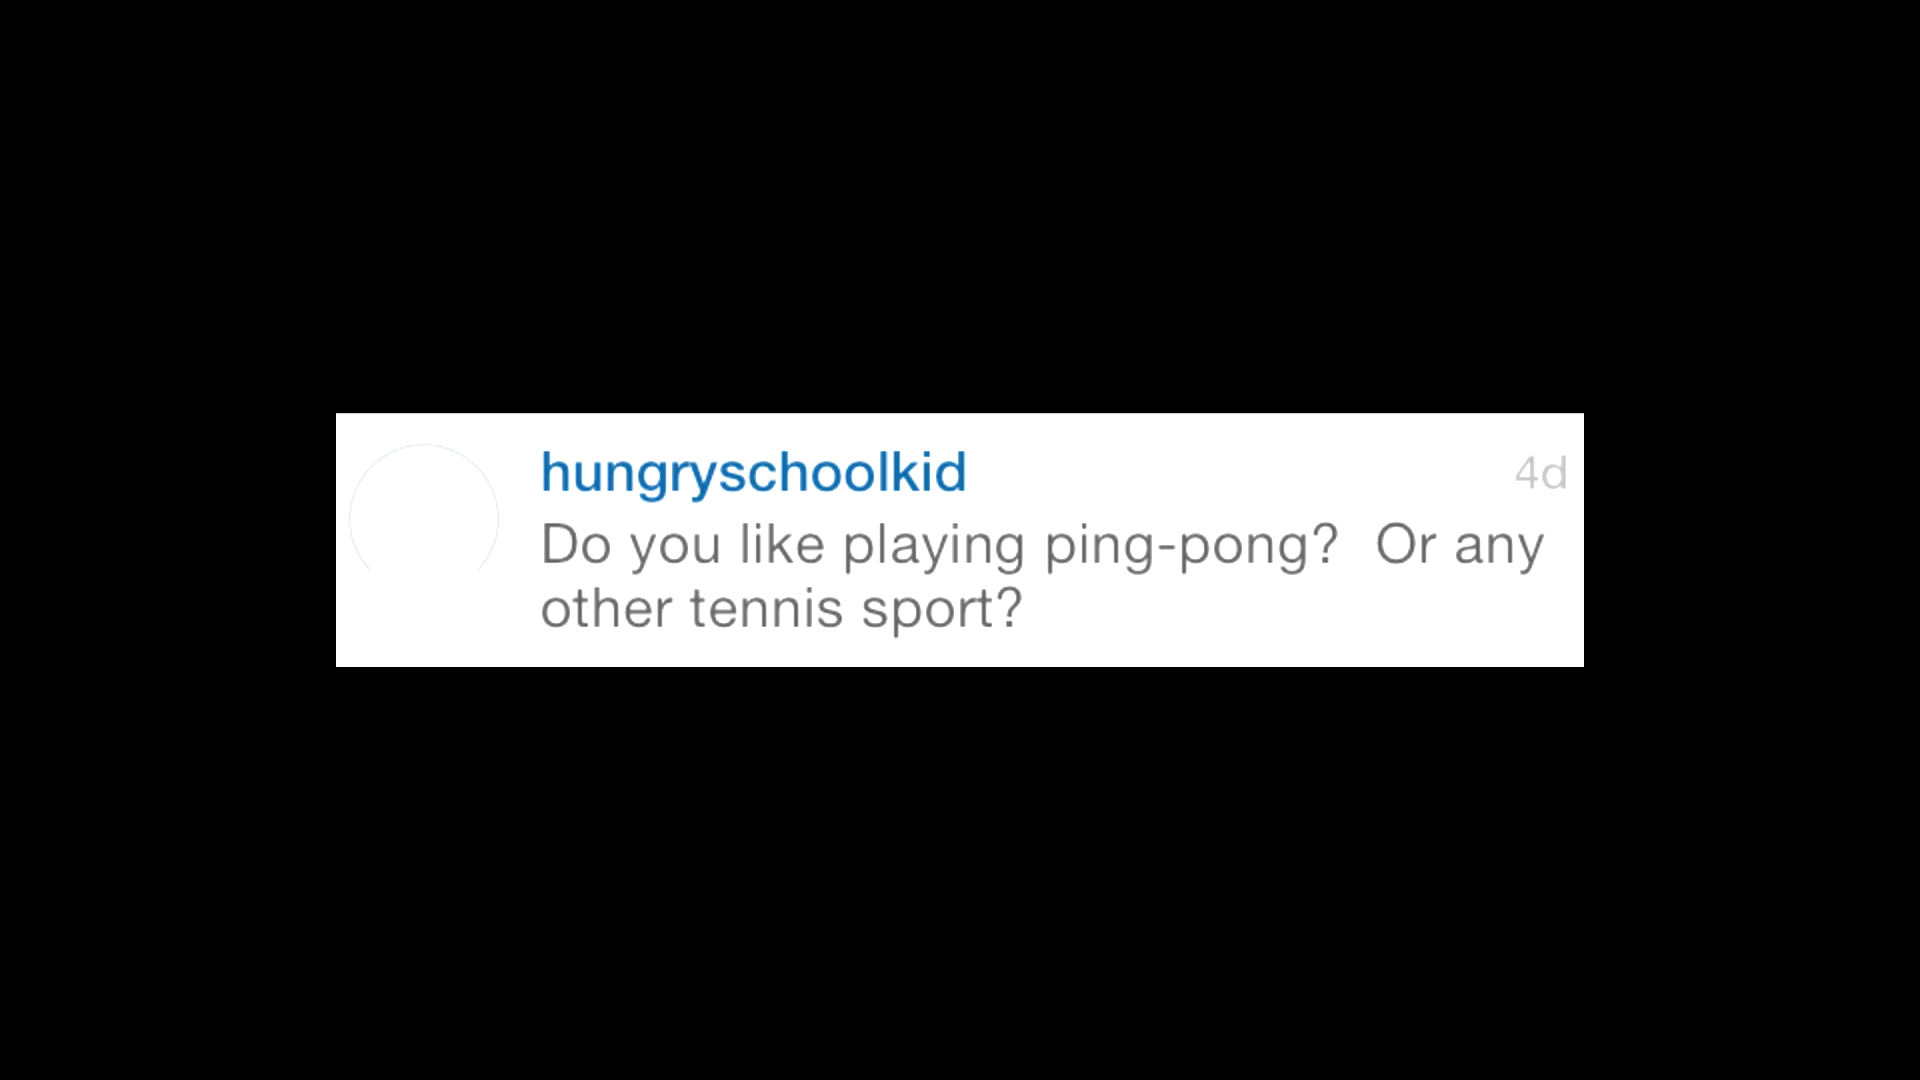 hungryschoolkid 4d
Do you like playing ping-pong?  Or any
other tennis sport?